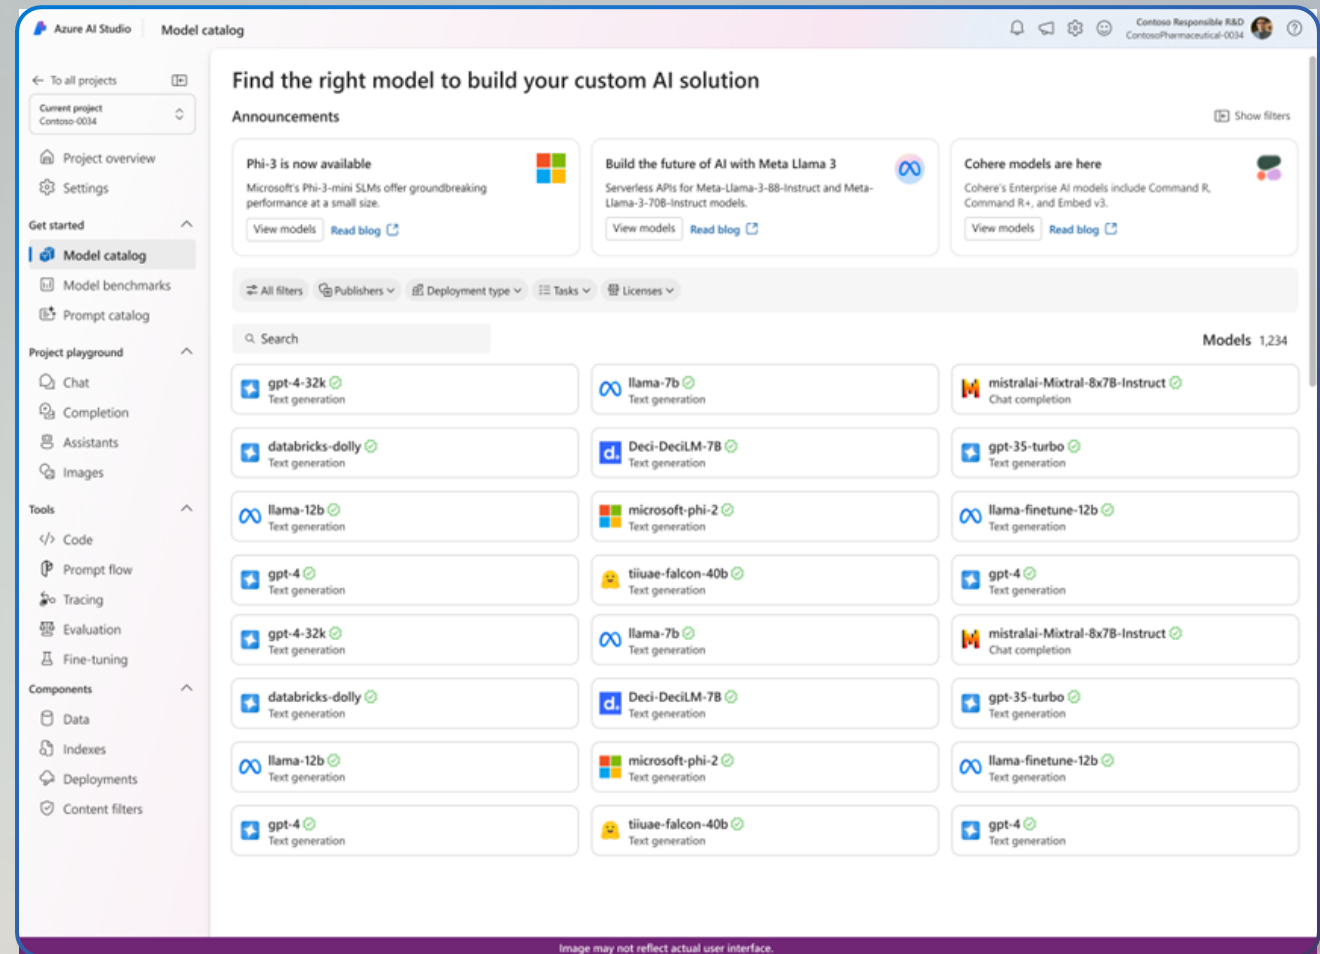 Azure AI Studio
Model catalog
Contoso Responsible R&D
ContosoPharmaceutical-0034
To all projects
Current project
Contoso-0034
Project overview
Settings
Get started
Model catalog
Model benchmarks
Prompt catalog
Project playground
Chat
Completion
Assistants
Images
Tools
Code
Prompt flow
Tracing
Evaluation
Fine-tuning
Components
Data
Indexes
Deployments
Content filters
Find the right model to build your custom AI solution
Announcements
Show filters
Phi-3 is now available
Microsoft's Phi-3-mini SLMs offer groundbreaking
performance at a small size.
View models Read blog
Build the future of AI with Meta Llama 3
Serverless APIs for Meta-Llama-3-8B-Instruct and Meta-
Llama-3-70B-Instruct models.
View models Read blog
Cohere models are here
Cohere's Enterprise AI models include Command R,
Command R+, and Embed v3.
View models Read blog
All filters Publishers Deployment type Tasks Licenses
Search
Models 1,234
gpt-4-32k
Text generation
llama-7b
Text generation
mistralai-Mixtral-8x7B-Instruct
Chat completion
databricks-dolly
Text generation
Deci-DeciLM-7B
Text generation
gpt-35-turbo
Text generation
llama-12b
Text generation
microsoft-phi-2
Text generation
llama-finetune-12b
Text generation
gpt-4
Text generation
tiiuae-falcon-40b
Text generation
gpt-4
Text generation
gpt-4-32k
Text generation
llama-7b
Text generation
mistralai-Mixtral-8x7B-Instruct
Chat completion
databricks-dolly
Text generation
Deci-DeciLM-7B
Text generation
gpt-35-turbo
Text generation
llama-12b
Text generation
microsoft-phi-2
Text generation
llama-finetune-12b
Text generation
gpt-4
Text generation
tiiuae-falcon-40b
Text generation
gpt-4
Text generation
Image may not reflect actual user interface.